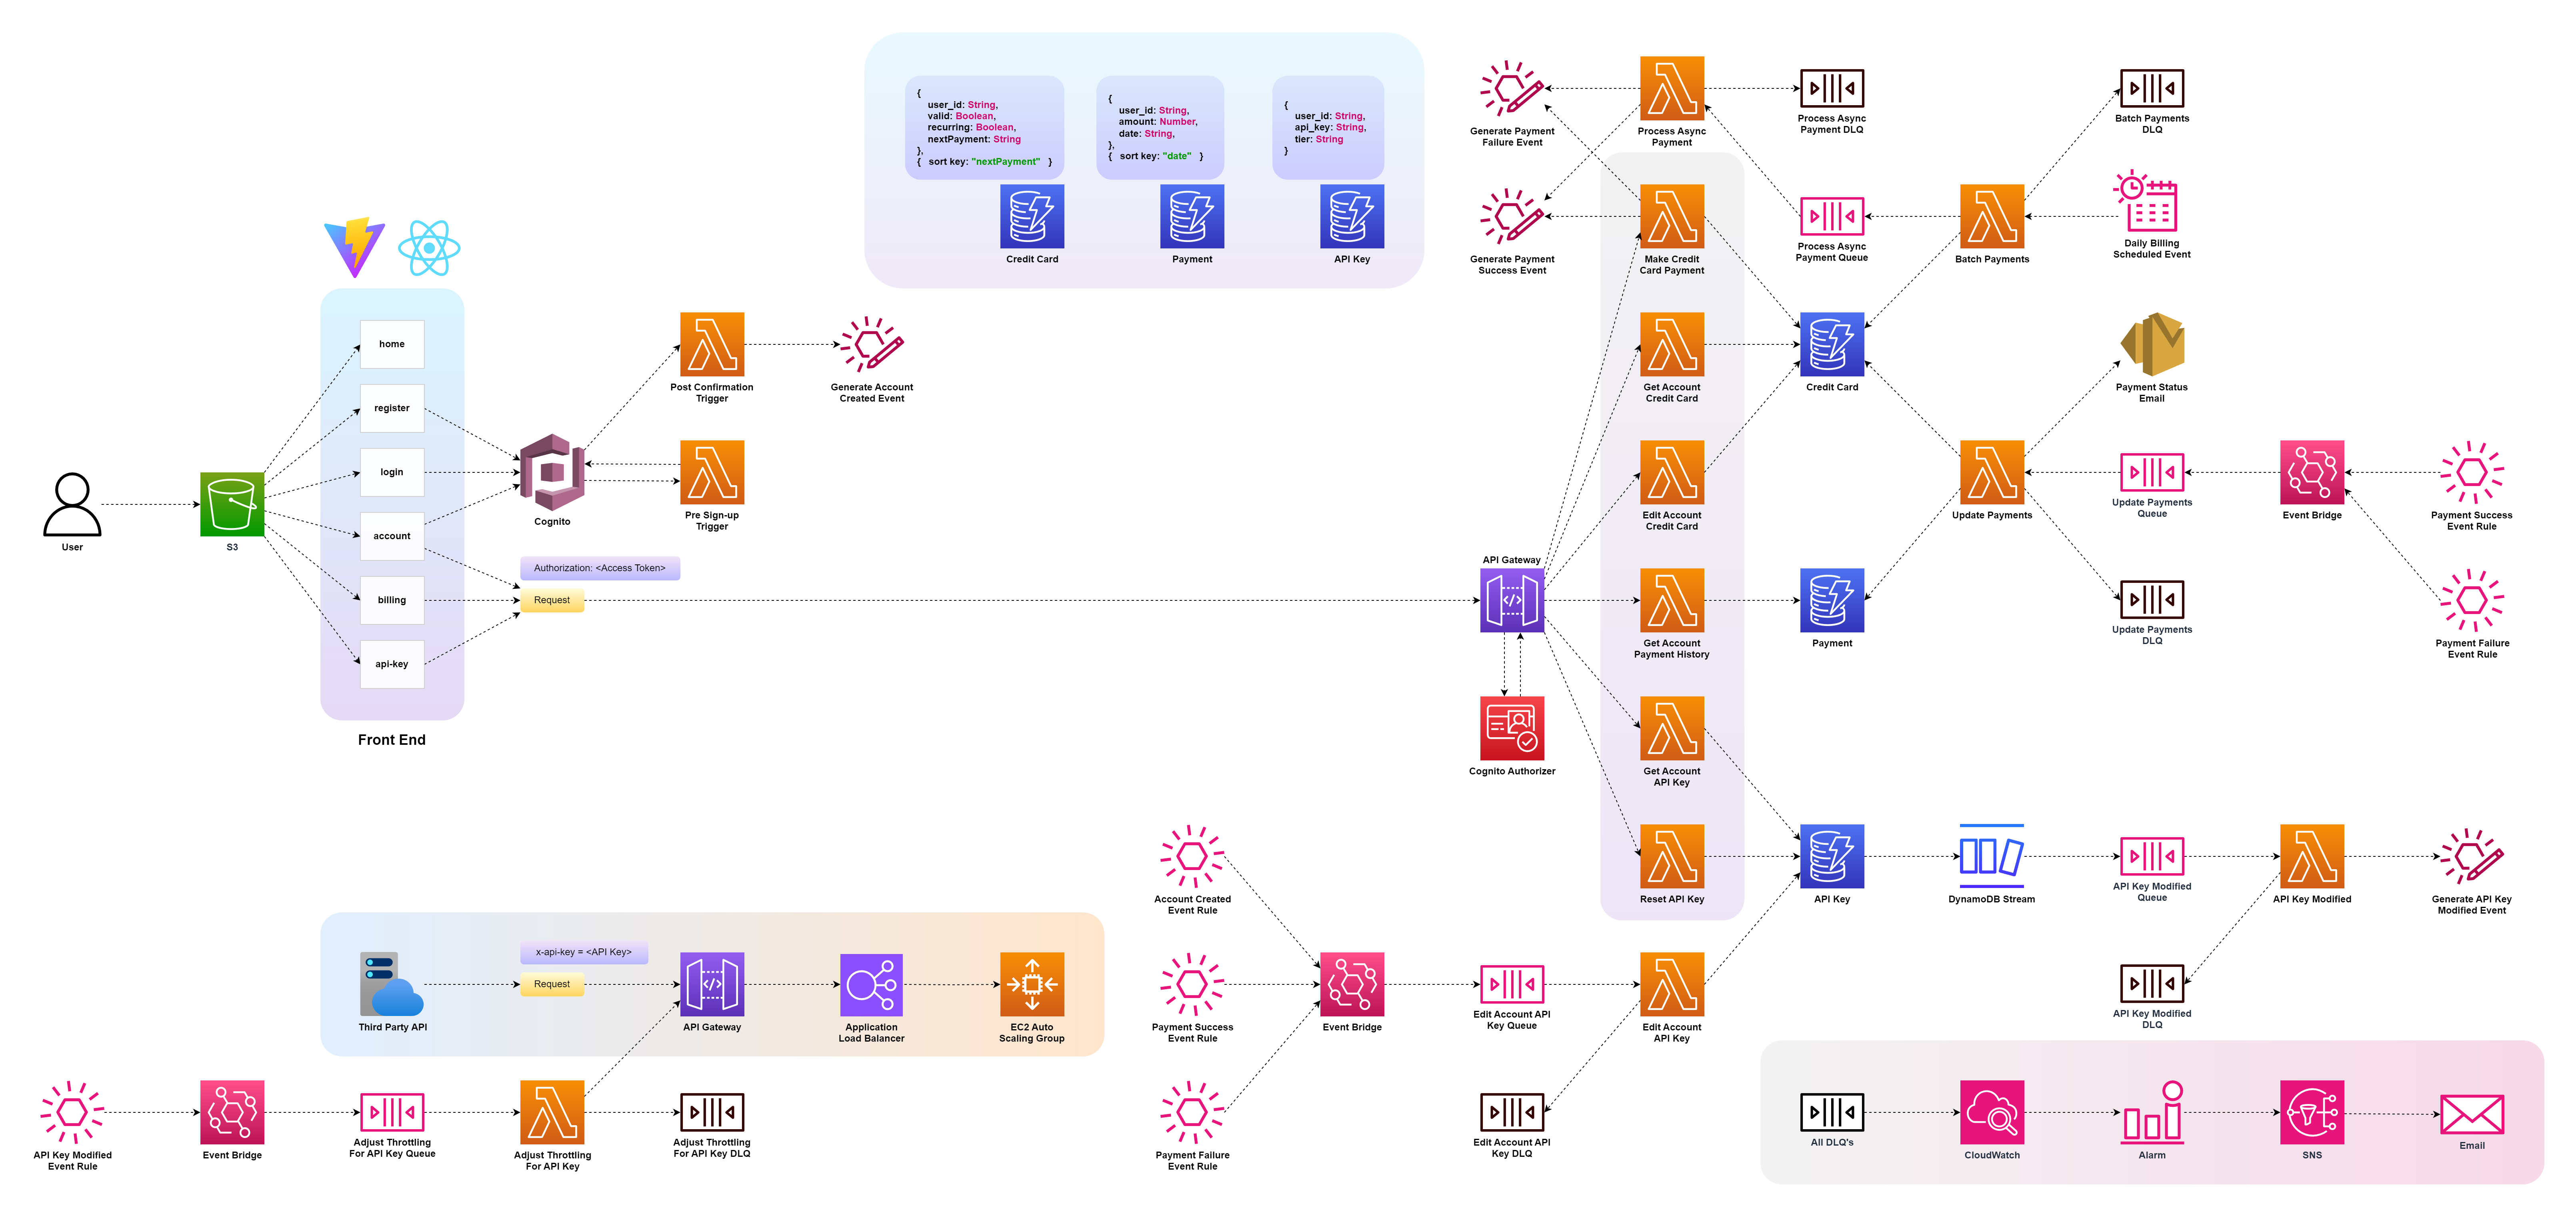 {
user_id: String,
valid: Boolean,
recurring: Boolean,
nextPayment: String
},
{ sort key: "nextPayment" }
Credit Card
{
user_id: String,
amount: Number,
date: String,
},
{ sort key: "date" }
Payment
{
user_id: String,
api_key: String,
tier: String
}
API Key
Generate Payment
Failure Event
Process Async
Payment
Process Async
Payment DLQ
Batch Payments
DLQ
Generate Payment
Success Event
Make Credit
Card Payment
Process Async
Payment Queue
Batch Payments
Daily Billing
Scheduled Event
home
register
login
account
billing
api-key
Front End
User
S3
Cognito
Post Confirmation
Trigger
Generate Account
Created Event
Pre Sign-up
Trigger
Authorization: <Access Token>
Request
Get Account
Credit Card
Credit Card
Payment Status
Email
Edit Account
Credit Card
Update Payments
Update Payments
Queue
Event Bridge
Payment Success
Event Rule
API Gateway
Get Account
Payment History
Payment
Update Payments
DLQ
Payment Failure
Event Rule
Cognito Authorizer
Get Account
API Key
Account Created
Event Rule
Reset API Key
API Key
DynamoDB Stream
API Key Modified
Queue
API Key Modified
Generate API Key
Modified Event
Third Party API
x-api-key = <API Key>
Request
API Gateway
Application
Load Balancer
EC2 Auto
Scaling Group
Payment Success
Event Rule
Event Bridge
Edit Account API
Key Queue
Edit Account
API Key
API Key Modified
DLQ
API Key Modified
Event Rule
Event Bridge
Adjust Throttling
For API Key Queue
Adjust Throttling
For API Key
Adjust Throttling
For API Key DLQ
Payment Failure
Event Rule
Edit Account API
Key DLQ
All DLQ's
CloudWatch
Alarm
SNS
Email